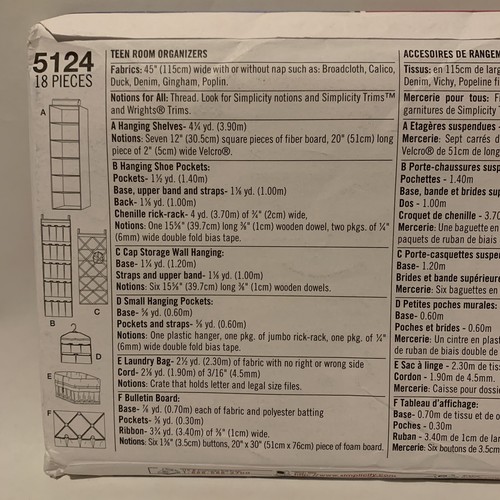 5124
18 PIECES
TEEN ROOM ORGANIZERS
Fabrics: 45" (115cm) wide with or without nap such as: Broadcloth, Calico,
Duck, Denim, Gingham, Poplin.
Notions for All: Thread. Look for Simplicity notions and Simplicity Trims™
and Wrights® Trims.
A Hanging Shelves- 4¼ yd. (3.90m)
Notions: Seven 12" (30.5cm) square pieces of fiber board, 20" (51cm) long
piece of 2" (5cm) wide Velcro®.
B Hanging Shoe Pockets:
Pockets- 1½ yd. (1.40m)
Base, upper band and straps- 1⅛ yd. (1.00m)
Back- 1⅛ yd. (1.00m)
Chenille rick-rack- 4 yd. (3.70m) of ¾" (2cm) wide,
Notions: One 15⅝" (39.7cm) long ⅜" (1cm) wooden dowel, two pkgs. of ¼"
(6mm) wide double fold bias tape.
C Cap Storage Wall Hanging:
Base- 1¼ yd. (1.20m)
Straps and upper band- 1⅛ yd. (1.00m)
Notions: Six 15⅝" (39.7cm) long ⅜" (1cm) wooden dowels.
D Small Hanging Pockets:
Base- ⅝ yd. (0.60m)
Pockets and straps- ⅝ yd. (0.60m)
Notions: One plastic hanger, one pkg. of jumbo rick-rack, one pkg. of ¼"
(6mm) wide double fold bias tape.
E Laundry Bag- 2½ yd. (2.30m) of fabric with no right or wrong side
Cord- 2⅛ yd. (1.90m) of 3/16" (4.5mm)
Notions: Crate that holds letter and legal size files.
F Bulletin Board:
Base- ¾ yd. (0.70m) each of fabric and polyester batting
Pockets- ⅜ yd. (0.30m)
Ribbon- 3¾ yd. (3.40m) of ⅜" (1cm) wide.
Notions: Six 1⅜" (3.5cm) buttons, 20" x 30" (51cm x 76cm) piece of foam board.
A
B
C
D
E
F
ACCESOIRES DE RANGEM
Tissus: en 115cm de larg
Denim, Vichy, Popeline fi
Mercerie pour tous: F
garnitures de Simplicity
A Etagères suspendues -
Mercerie: Sept carrés d
Velcro® de 51cm de long
B Porte-chaussures susp
Pochettes - 1.40m
Base, bande et brides su
Dos - 1.00m
Croquet de chenille - 3.70
Mercerie: Une baguette en
paquets de ruban de biais
C Porte-casquettes suspe
Base- 1.20m
Brides et bande supérieure
Mercerie: Six baguettes en
D Petites poches murales:
Base- 0.60m
Poches et brides - 0.60m
Mercerie: Un cintre en plast
de ruban de biais double de
E Sac à linge - 2.30m de tis
Cordon - 1.90m de 4.5mm.
Mercerie: Caisse pour dossie
F Tableau d'affichage:
Base- 0.70m de tissu et de o
Poches - 0.30m
Ruban - 3.40m de 1cm de lar
Mercerie: Six boutons de 3.5cm